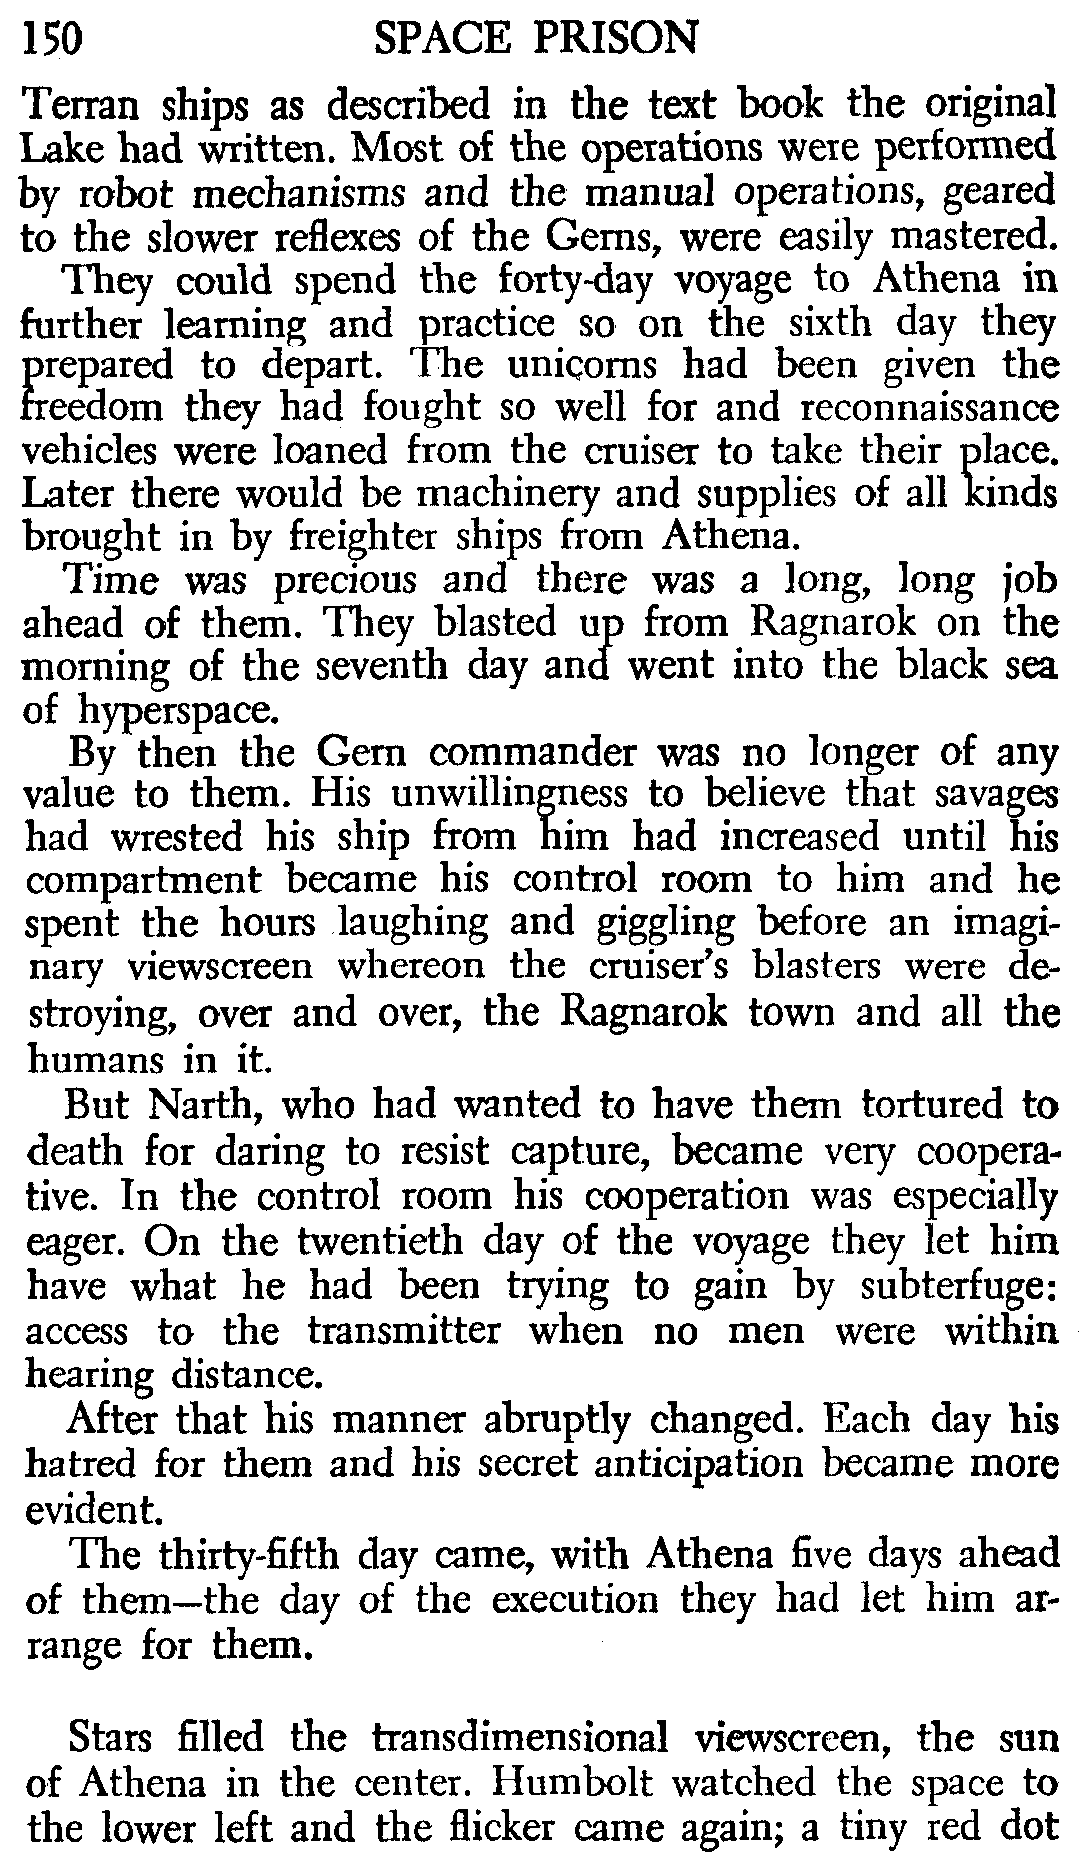 150 SPACE PRISON
Terran ships as described in the text book the original
Lake had written. Most of the operations were performed
by robot mechanisms and the manual operations, geared
to the slower reflexes of the Gerns, were easily mastered.
They could spend the forty-day voyage to Athena in
further learning and practice so on the sixth day they
prepared to depart. The unicorns had been given the
freedom they had fought so well for and reconnaissance
vehicles were loaned from the cruiser to take their place.
Later there would be machinery and supplies of all kinds
brought in by freighter ships from Athena.
Time was precious and there was a long, long job
ahead of them. They blasted up from Ragnarok on the
morning of the seventh day and went into the black sea
of hyperspace.
By then the Gern commander was no longer of any
value to them. His unwillingness to believe that savages
had wrested his ship from him had increased until his
compartment became his control room to him and he
spent the hours laughing and giggling before an imagi-
nary viewscreen whereon the cruiser's blasters were de-
stroying, over and over, the Ragnarok town and all the
humans in it.
But Narth, who had wanted to have them tortured to
death for daring to resist capture, became very coopera-
tive. In the control room his cooperation was especially
eager. On the twentieth day of the voyage they let him
have what he had been trying to gain by subterfuge:
access to the transmitter when no men were within
hearing distance.
After that his manner abruptly changed. Each day his
hatred for them and his secret anticipation became more
evident.
The thirty-fifth day came, with Athena five days ahead
of them—the day of the execution they had let him ar-
range for them.
Stars filled the transdimensional viewscreen, the sun
of Athena in the center. Humbolt watched the space to
the lower left and the flicker came again; a tiny red dot